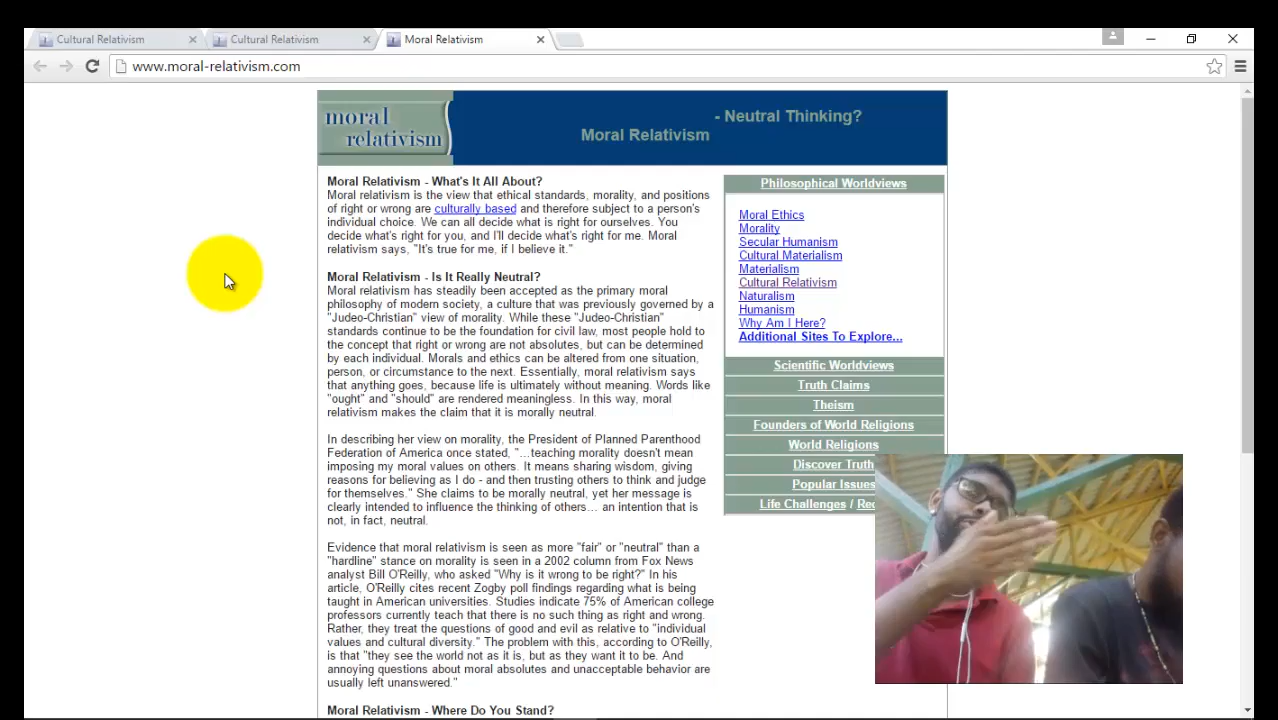 Cultural Relativism
Cultural Relativism
Moral Relativism
www.moral-relativism.com
moral
relativism
- Neutral Thinking?
Moral Relativism
Moral Relativism - What's It All About?
Moral relativism is the view that ethical standards, morality, and positions
of right or wrong are culturally based and therefore subject to a person's
individual choice. We can all decide what is right for ourselves. You
decide what's right for you, and I'll decide what's right for me. Moral
relativism says, "It's true for me, if I believe it."
Moral Relativism - Is It Really Neutral?
Moral relativism has steadily been accepted as the primary moral
philosophy of modern society, a culture that was previously governed by a
"Judeo-Christian" view of morality. While these "Judeo-Christian"
standards continue to be the foundation for civil law, most people hold to
the concept that right or wrong are not absolutes, but can be determined
by each individual. Morals and ethics can be altered from one situation,
person, or circumstance to the next. Essentially, moral relativism says
that anything goes, because life is ultimately without meaning. Words like
"ought" and "should" are rendered meaningless. In this way, moral
relativism makes the claim that it is morally neutral.
In describing her view on morality, the President of Planned Parenthood
Federation of America once stated, "...teaching morality doesn't mean
imposing my moral values on others. It means sharing wisdom, giving
reasons for believing as I do - and then trusting others to think and judge
for themselves." She claims to be morally neutral, yet her message is
clearly intended to influence the thinking of others... an intention that is
not, in fact, neutral.
Evidence that moral relativism is seen as more "fair" or "neutral" than a
"hardline" stance on morality is seen in a 2002 column from Fox News
analyst Bill O'Reilly, who asked "Why is it wrong to be right?" In his
article, O'Reilly cites recent Zogby poll findings regarding what is being
taught in American universities. Studies indicate 75% of American college
professors currently teach that there is no such thing as right and wrong.
Rather, they treat the questions of good and evil as relative to "individual
values and cultural diversity." The problem with this, according to O'Reilly,
is that "they see the world not as it is, but as they want it to be. And
annoying questions about moral absolutes and unacceptable behavior are
usually left unanswered."
Moral Relativism - Where Do You Stand?
Philosophical Worldviews
Moral Ethics
Morality
Secular Humanism
Cultural Materialism
Materialism
Cultural Relativism
Naturalism
Humanism
Why Am I Here?
Additional Sites To Explore...
Scientific Worldviews
Truth Claims
Theism
Founders of World Religions
World Religions
Discover Truth
Popular Issues
Life Challenges /